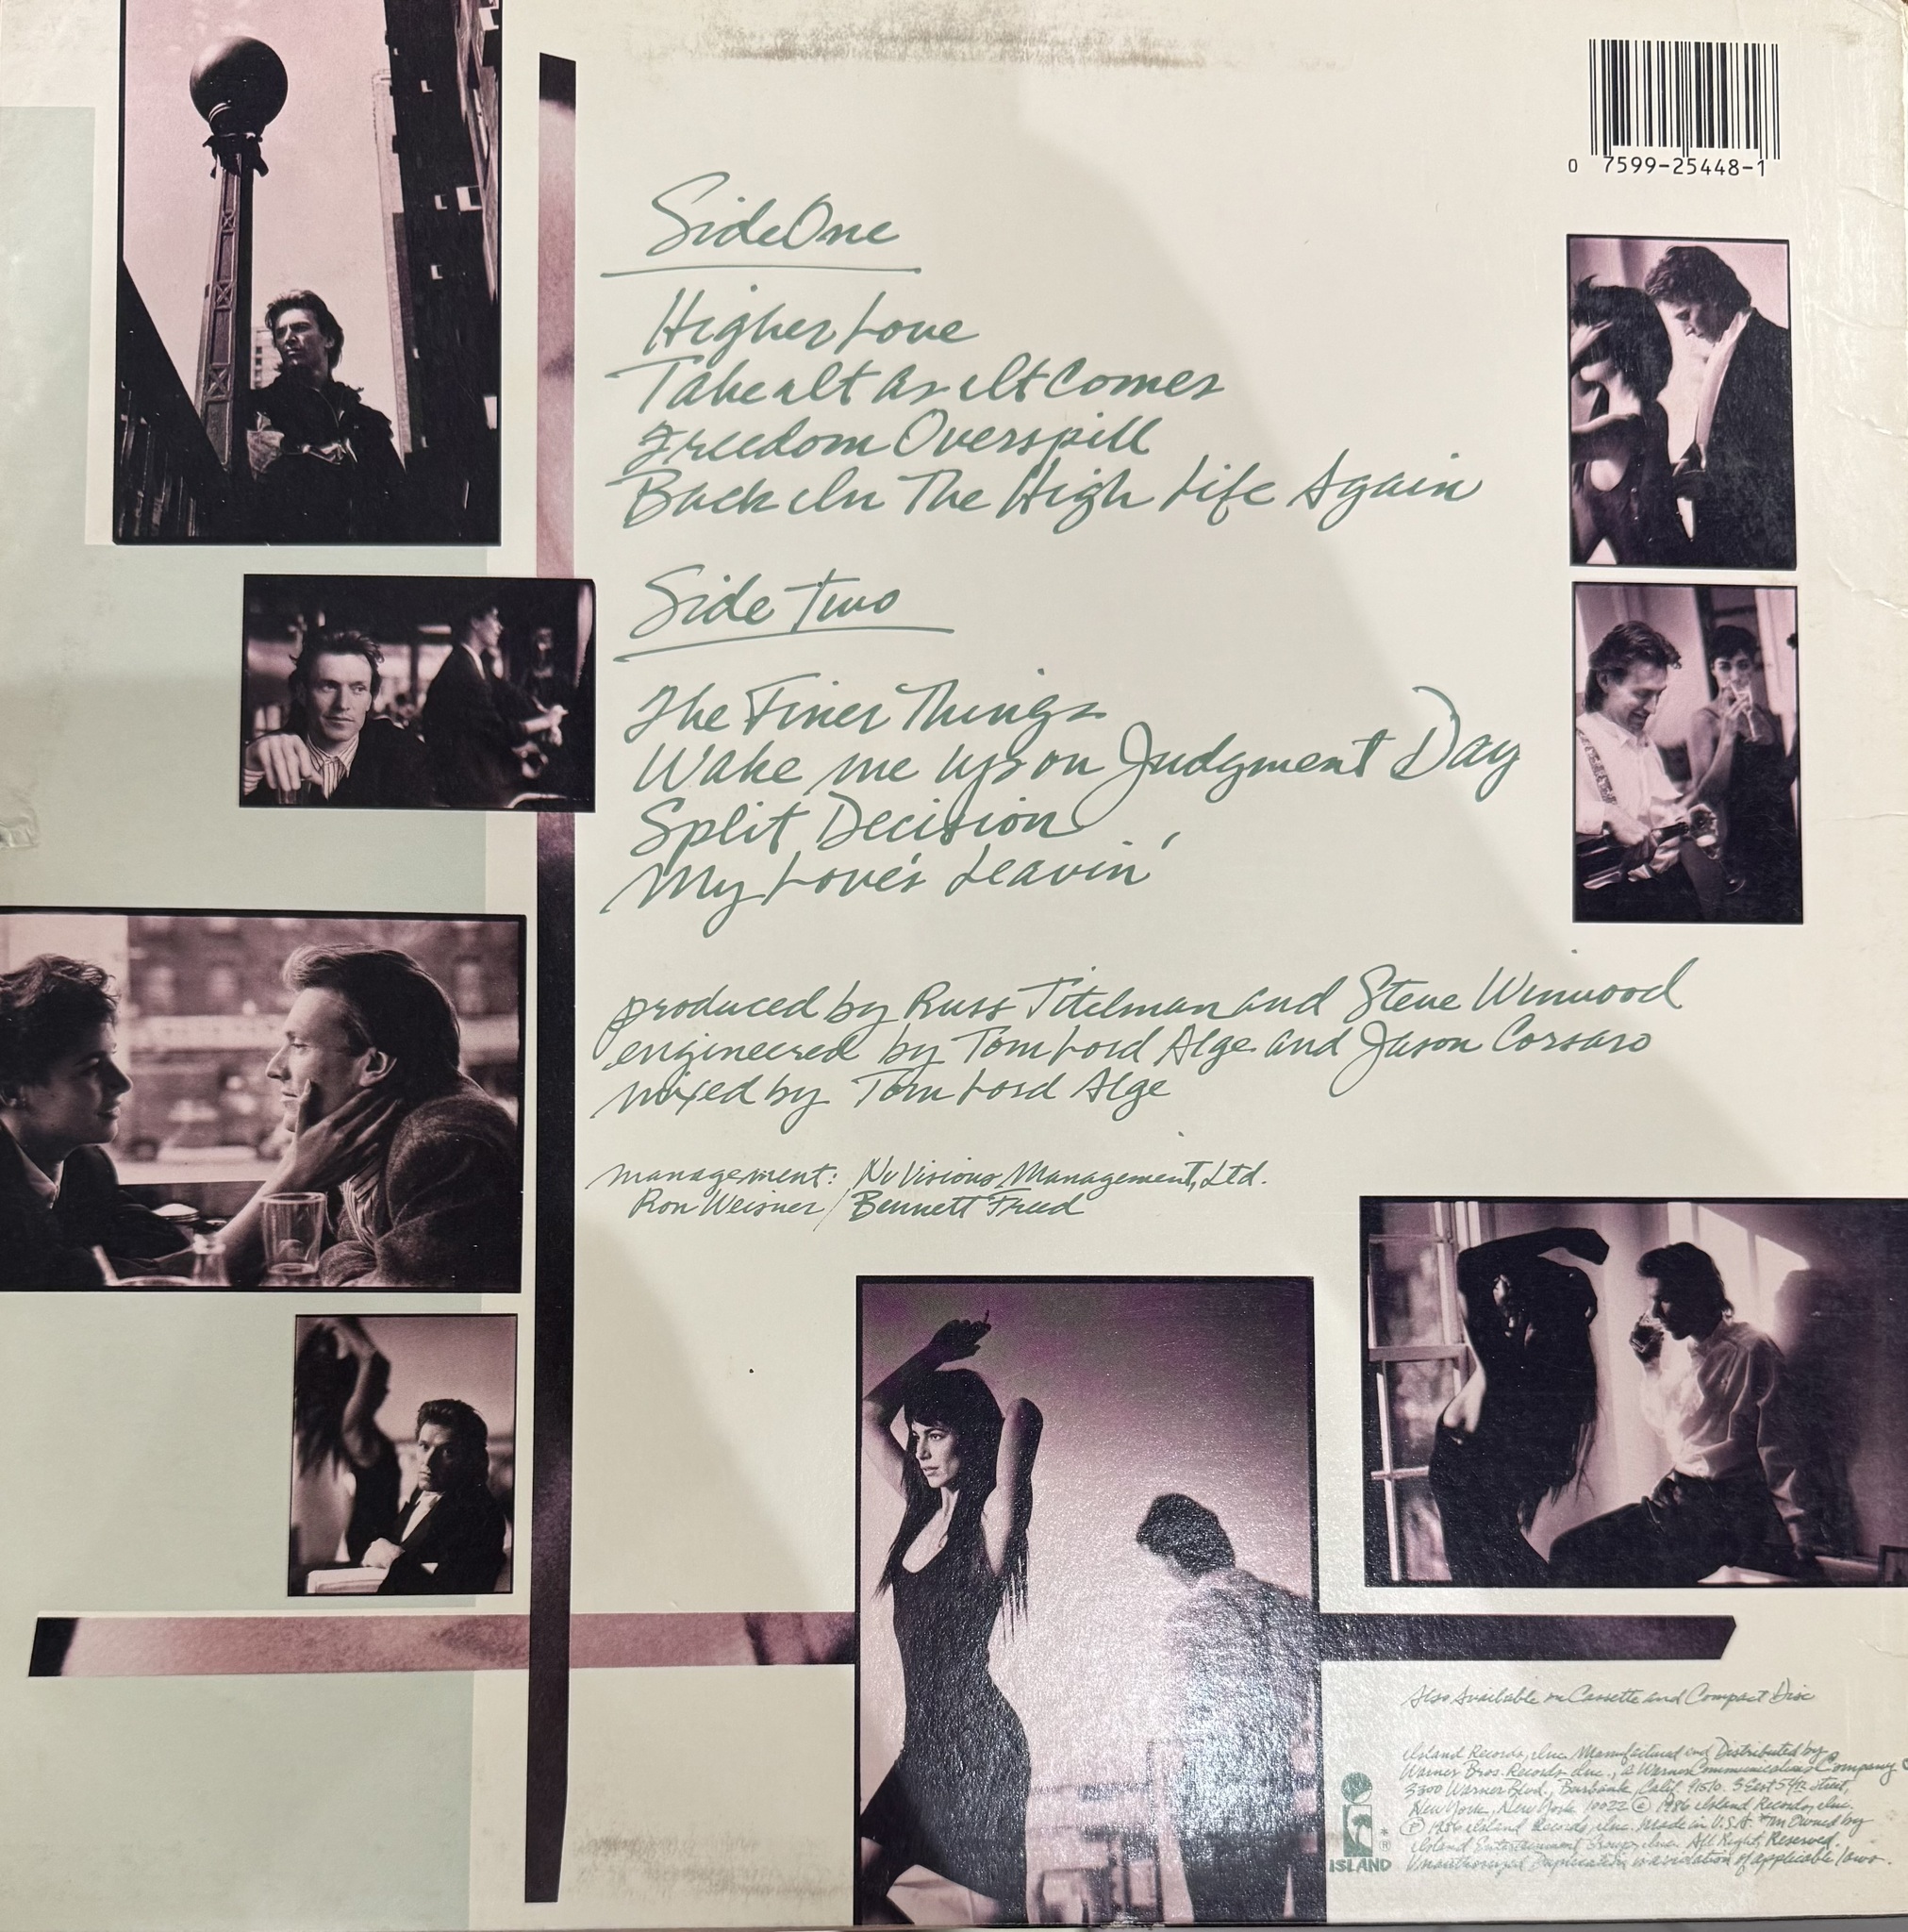 0 7599-25448-1
Side One
Higher Love
Take It As It Comes
Freedom Overspill
Back In The High Life Again
Side Two
The Finer Things
Wake me up on Judgment Day
Split Decision
My Love's Leavin'
produced by Russ Titelman and Steve Winwood
engineered by Tom Lord Alge and Jason Corsaro
mixed by Tom Lord Alge
management: Nu Visions Management, Ltd.
Ron Weisner / Bennett Freed
Also Available on Cassette and Compact Disc
Island Records, Inc. Manufactured and Distributed by
Warner Bros. Records Inc., a Warner Communications Company
3300 Warner Blvd., Burbank, Calif. 91510. 3 East 54th Street,
New York, New York 10022 © 1986 Island Records, Inc.
℗ 1986 Island Records, Inc. Made in U.S.A. *TM Owned by
Island Entertainment Group, Inc. All Rights Reserved.
Unauthorized Duplication is a violation of applicable laws.
ISLAND *®